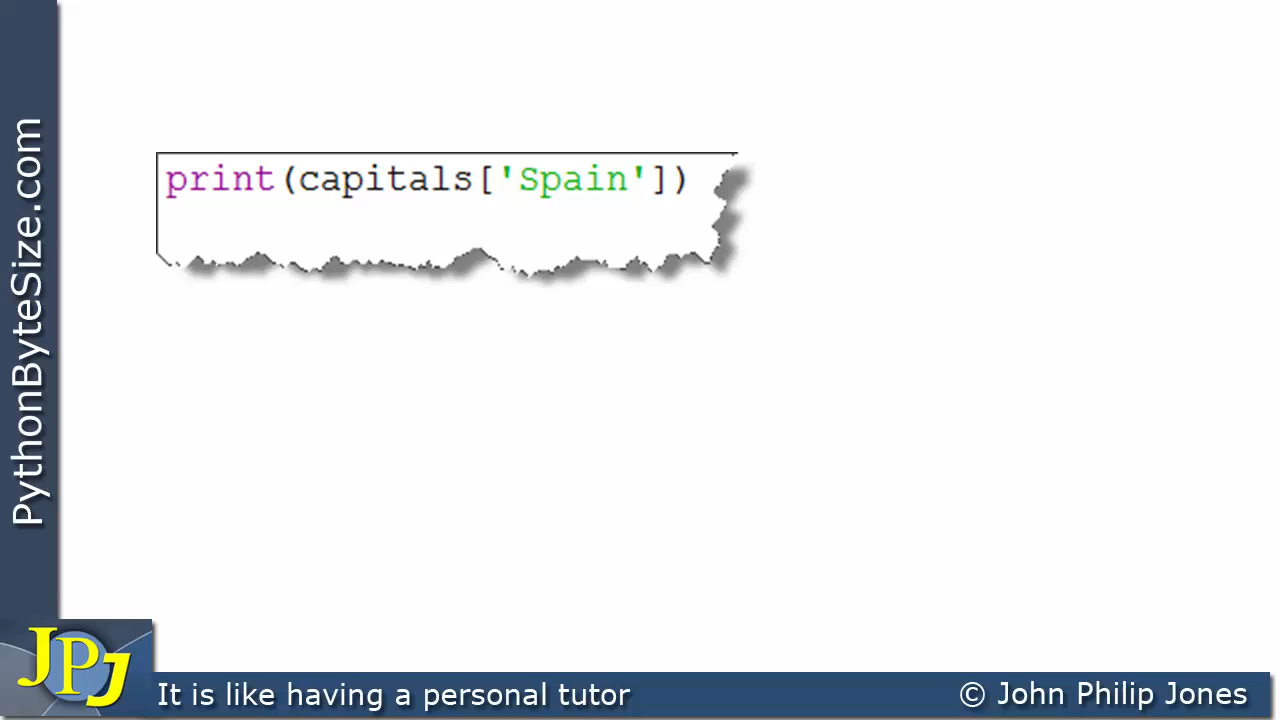 print(capitals['Spain'])
PythonByteSize.com
JPJ
It is like having a personal tutor
© John Philip Jones